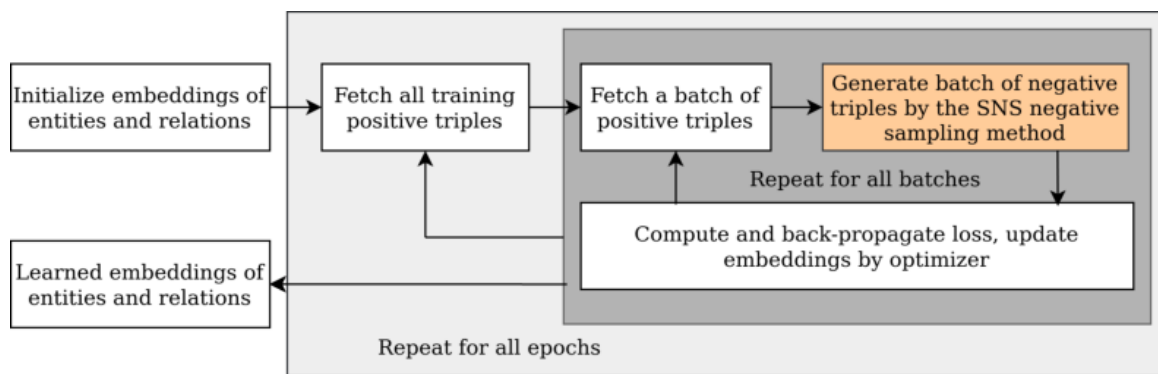 Initialize embeddings of
entities and relations
Fetch all training
positive triples
Fetch a batch of
positive triples
Generate batch of negative
triples by the SNS negative
sampling method
Repeat for all batches
Compute and back-propagate loss, update
embeddings by optimizer
Learned embeddings of
entities and relations
Repeat for all epochs